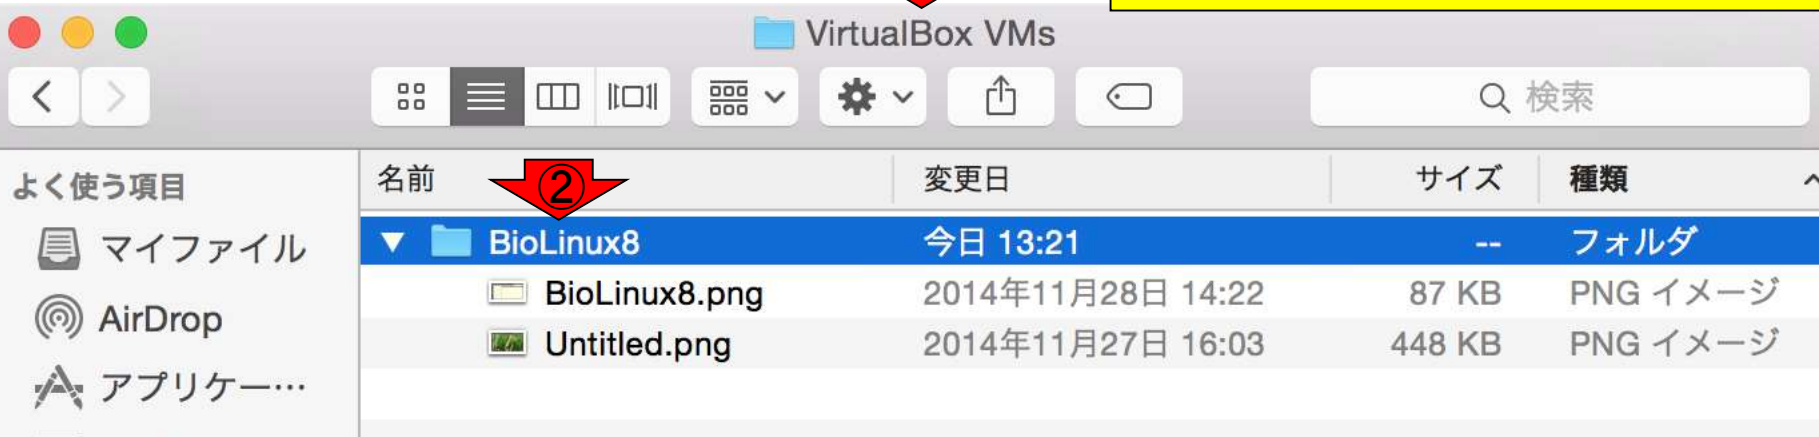 VirtualBox VMs
検索
よく使う項目
マイファイル
AirDrop
アプリケー…
名前 ② 変更日 サイズ 種類
BioLinux8 今日 13:21 -- フォルダ
BioLinux8.png 2014年11月28日 14:22 87 KB PNG イメージ
Untitled.png 2014年11月27日 16:03 448 KB PNG イメージ